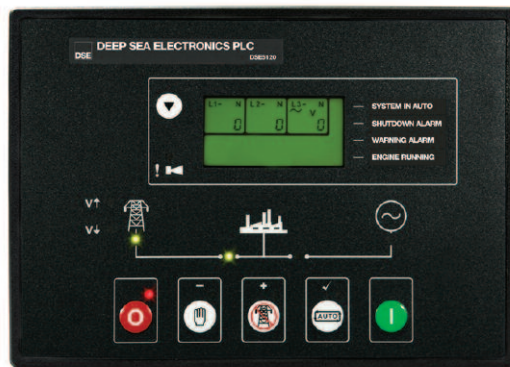 DSE DEEP SEA ELECTRONICS PLC
DSE5120
L1- N L2- N L3- N
V
0 0 0
SYSTEM IN AUTO
SHUTDOWN ALARM
WARNING ALARM
ENGINE RUNNING
!
V↑
V↓
− + ✓
O AUTO I